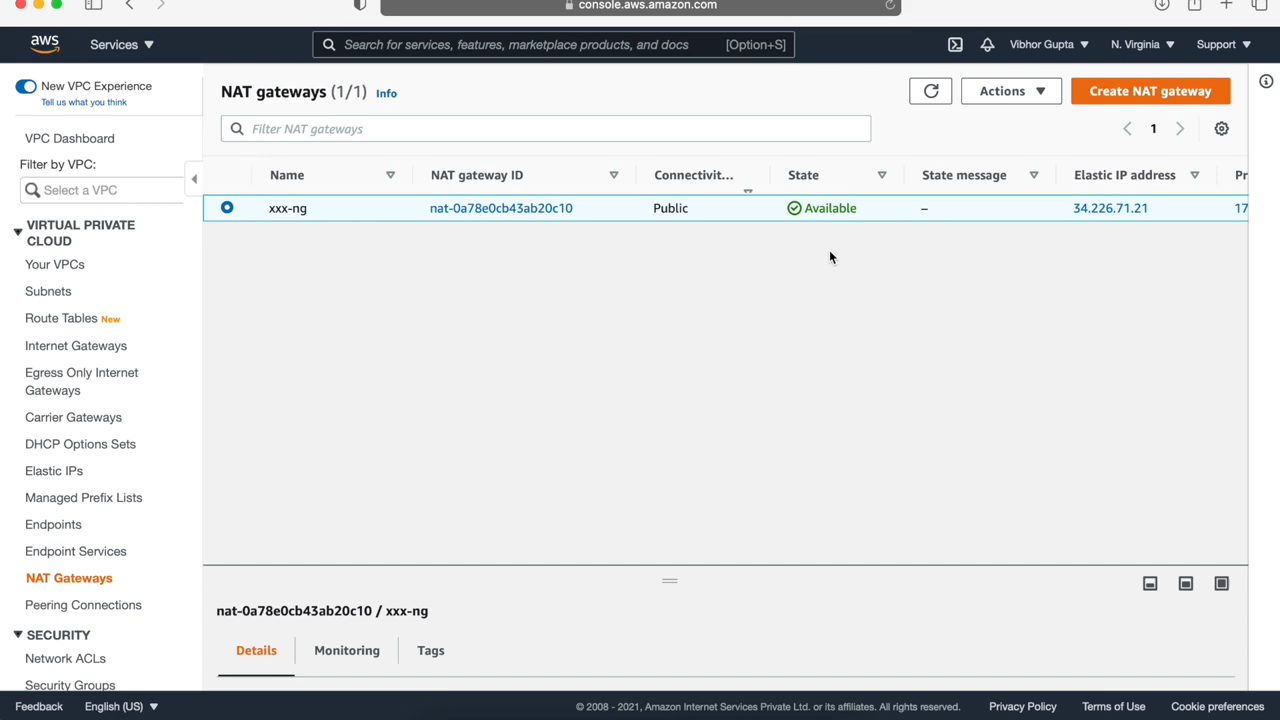 console.aws.amazon.com
aws
Services
Search for services, features, marketplace products, and docs [Option+S]
Vibhor Gupta
N. Virginia
Support
New VPC Experience
Tell us what you think
VPC Dashboard
Filter by VPC:
Select a VPC
VIRTUAL PRIVATE
CLOUD
Your VPCs
Subnets
Route Tables New
Internet Gateways
Egress Only Internet
Gateways
Carrier Gateways
DHCP Options Sets
Elastic IPs
Managed Prefix Lists
Endpoints
Endpoint Services
NAT Gateways
Peering Connections
SECURITY
Network ACLs
Security Groups
NAT gateways (1/1) Info
Actions
Create NAT gateway
Filter NAT gateways
1
Name NAT gateway ID Connectivit... State State message Elastic IP address Pr
xxx-ng nat-0a78e0cb43ab20c10 Public Available – 34.226.71.21 17
nat-0a78e0cb43ab20c10 / xxx-ng
Details Monitoring Tags
Feedback English (US) © 2008 - 2021, Amazon Internet Services Private Ltd. or its affiliates. All rights reserved. Privacy Policy Terms of Use Cookie preferences